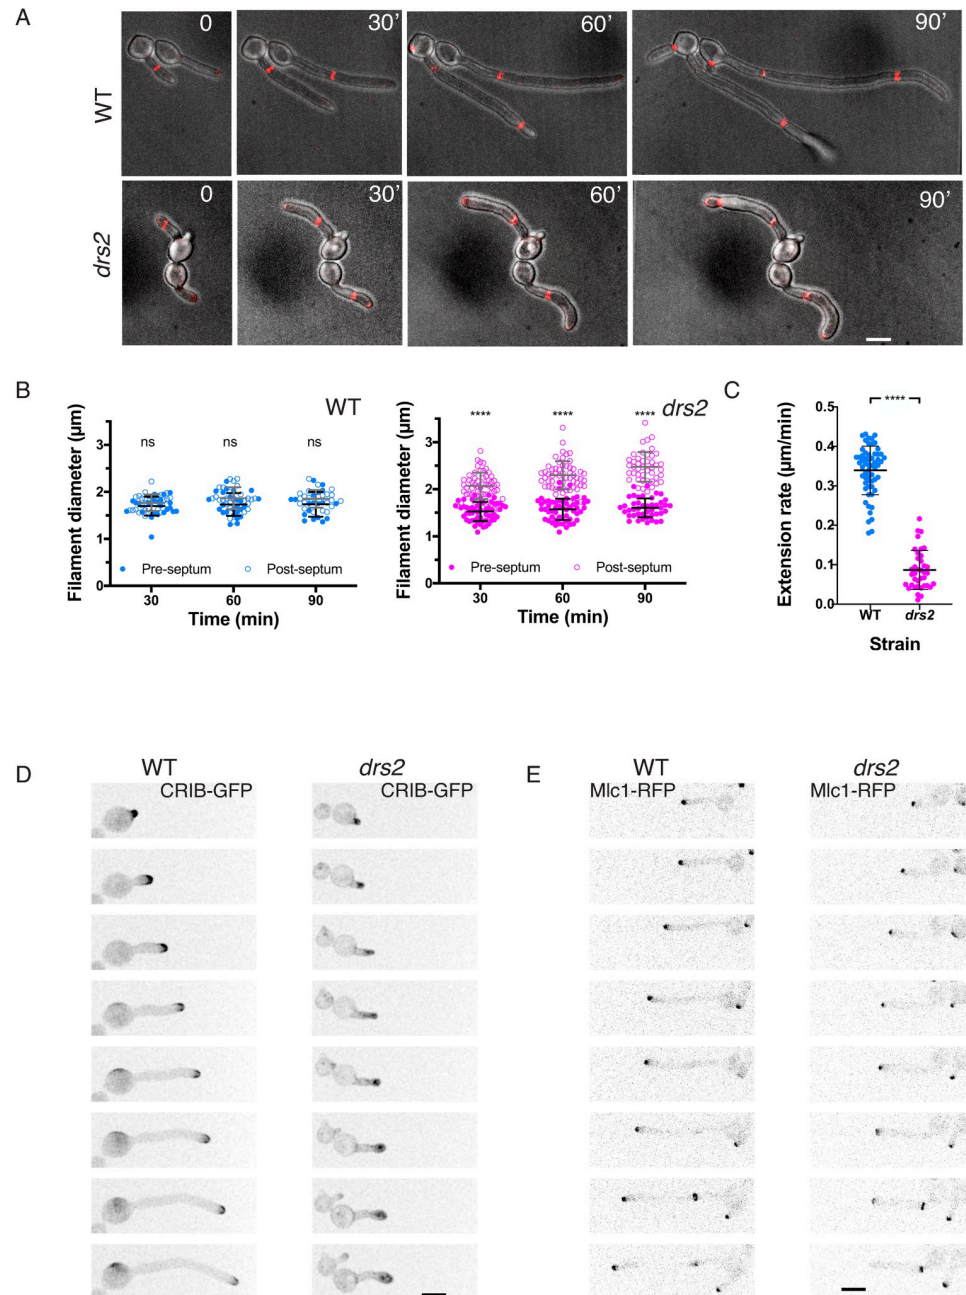 A
WT
0
30’
60’
90’
drs2
0
30’
60’
90’
B
WT
Filament diameter (µm)
3
2
1
0
ns
ns
ns
Pre-septum
Post-septum
30
60
90
Time (min)
drs2
Filament diameter (µm)
3
2
1
0
****
****
****
Pre-septum
Post-septum
30
60
90
Time (min)
C
Extension rate (µm/min)
0.5
0.4
0.3
0.2
0.1
0.0
****
WT
drs2
Strain
D
WT
CRIB-GFP
drs2
CRIB-GFP
E
WT
Mlc1-RFP
drs2
Mlc1-RFP